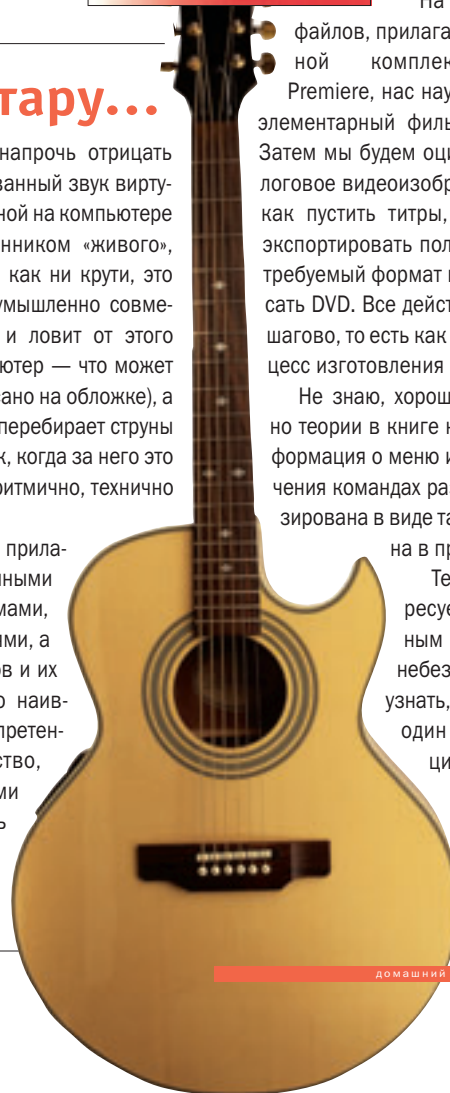 тару...
напрочь отрицать
ванный звук вирту-
ной на компьютере
нником «живого»,
как ни крути, это
умышленно совме-
и ловит от этого
ютер — что может
ано на обложке), а
перебирает струны
к, когда за него это
ритмично, технично
прила-
нными
мами,
ими, а
ов и их
о наив-
претен-
ство,
ми
ь
На
файлов, прилага
ной комплек
Premiere, нас нау
элементарный филь
Затем мы будем оци
логовое видеоизобр
как пустить титры,
экспортировать пол
требуемый формат
сать DVD. Все дейст
шагово, то есть как
цесс изготовления
Не знаю, хорош
но теории в книге н
формация о меню и
чения командах ра
зирована в виде та
на в пр
Те
ресуе
ным
небез
узнать,
один
ци
домашний